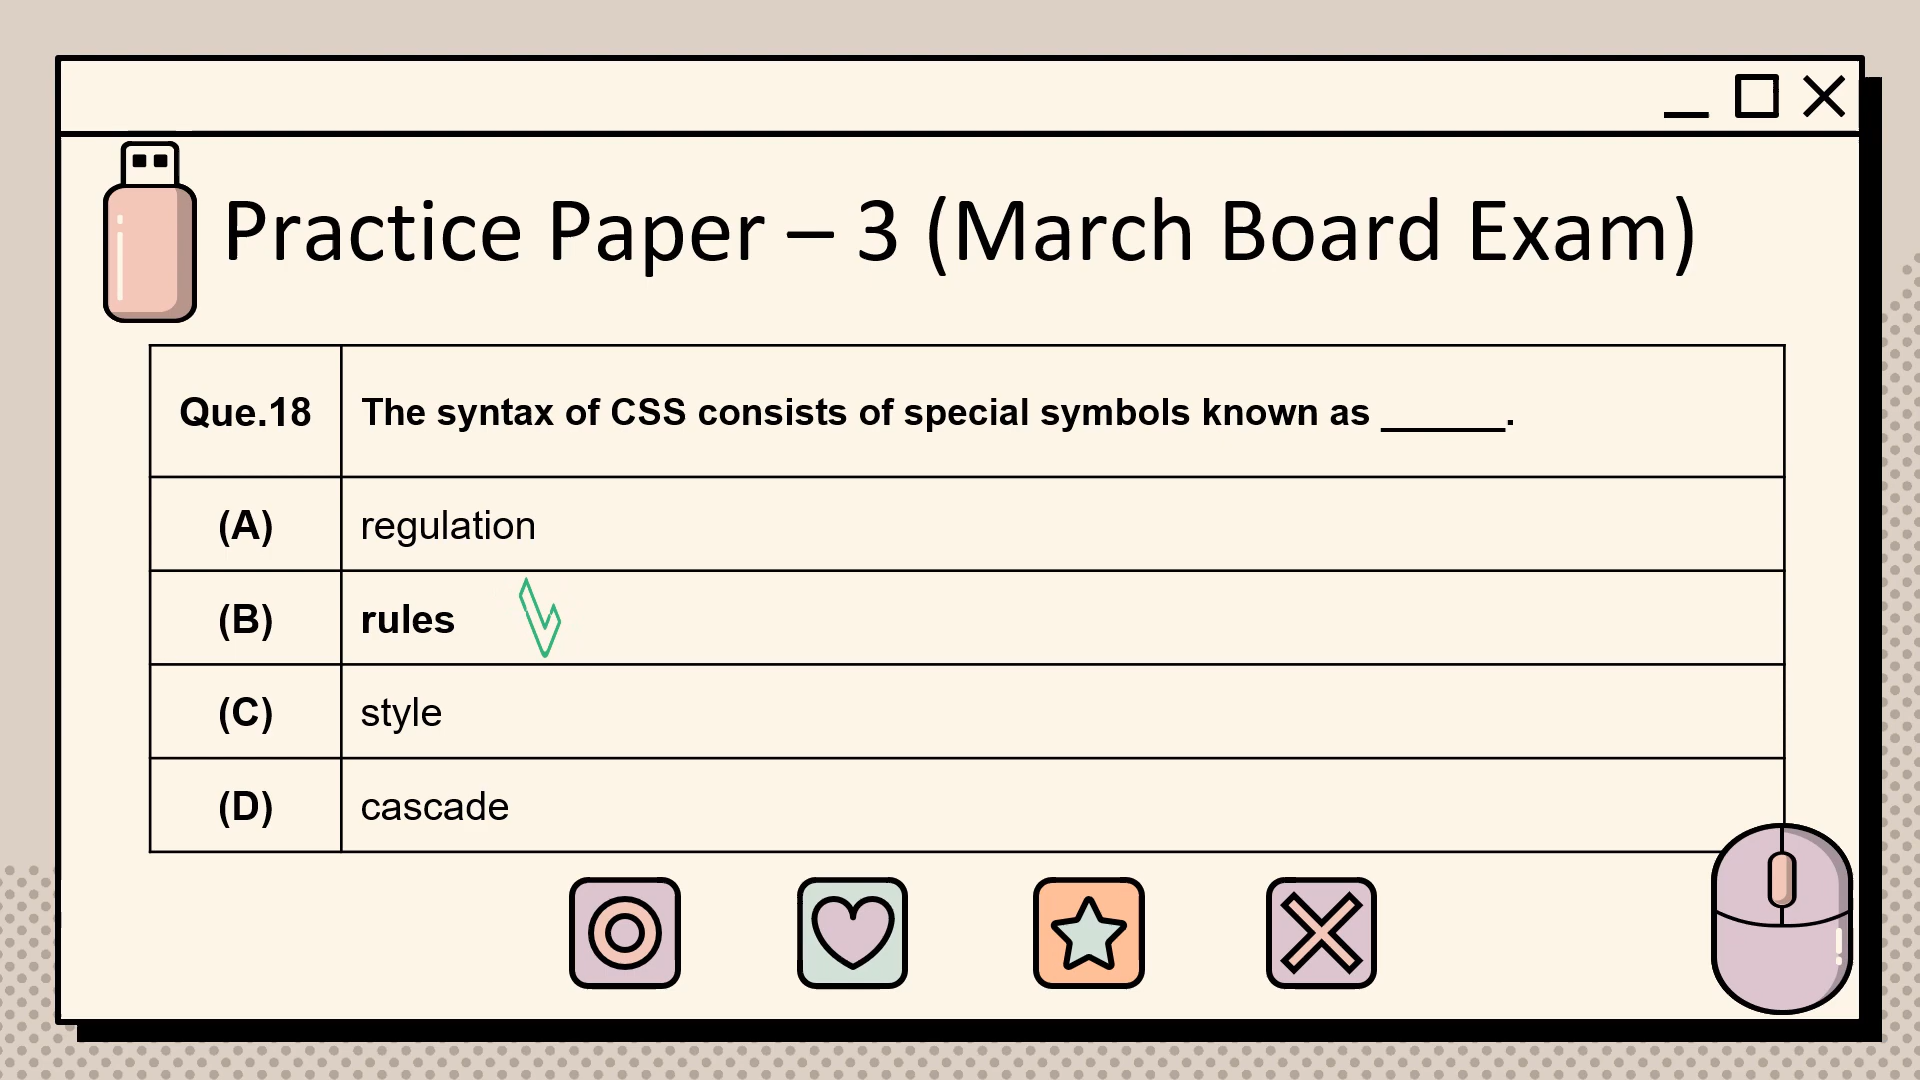 Practice Paper – 3 (March Board Exam)
Que.18 The syntax of CSS consists of special symbols known as ______.
(A) regulation
(B) rules
(C) style
(D) cascade